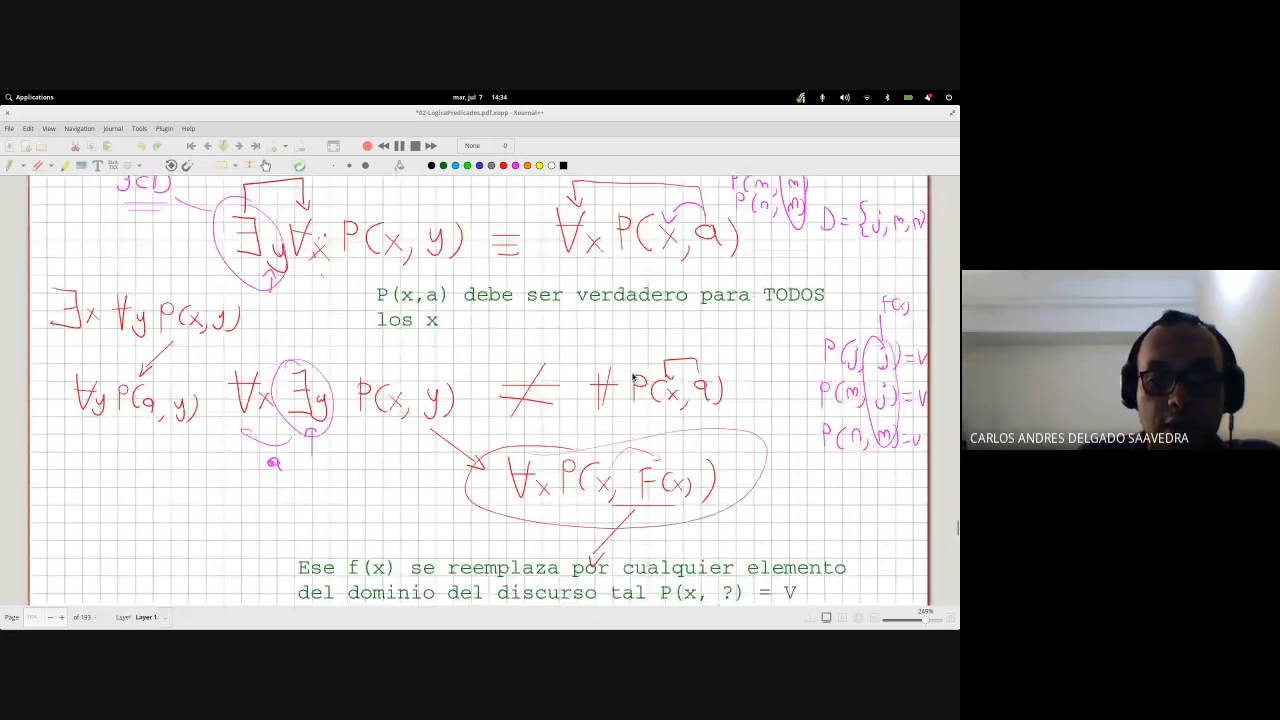 Applications
mar, jul 7 14:34
*02-LogicaPredicados.pdf.xopp - Xournal++
File Edit View Navigation Journal Tools Plugin Help
None 0
y∈D
P(m, m)
P(n, m)
D = {j, m, n}
∃y ∀x P(x, y) ≡ ∀x P(x, a)
P(x,a) debe ser verdadero para TODOS
los x
∃x ∀y P(x, y)
F(x)
P(j, j) = V
P(m, j) = V
P(n, m) = V
∀y P(a, y)
∀x ∃y P(x, y) ≠ ∀ P(x, a)
a
∀x P(x, F(x))
Ese f(x) se reemplaza por cualquier elemento
del dominio del discurso tal P(x, ?) = V
CARLOS ANDRES DELGADO SAAVEDRA
Page of 193 Layer: Layer 1
249%